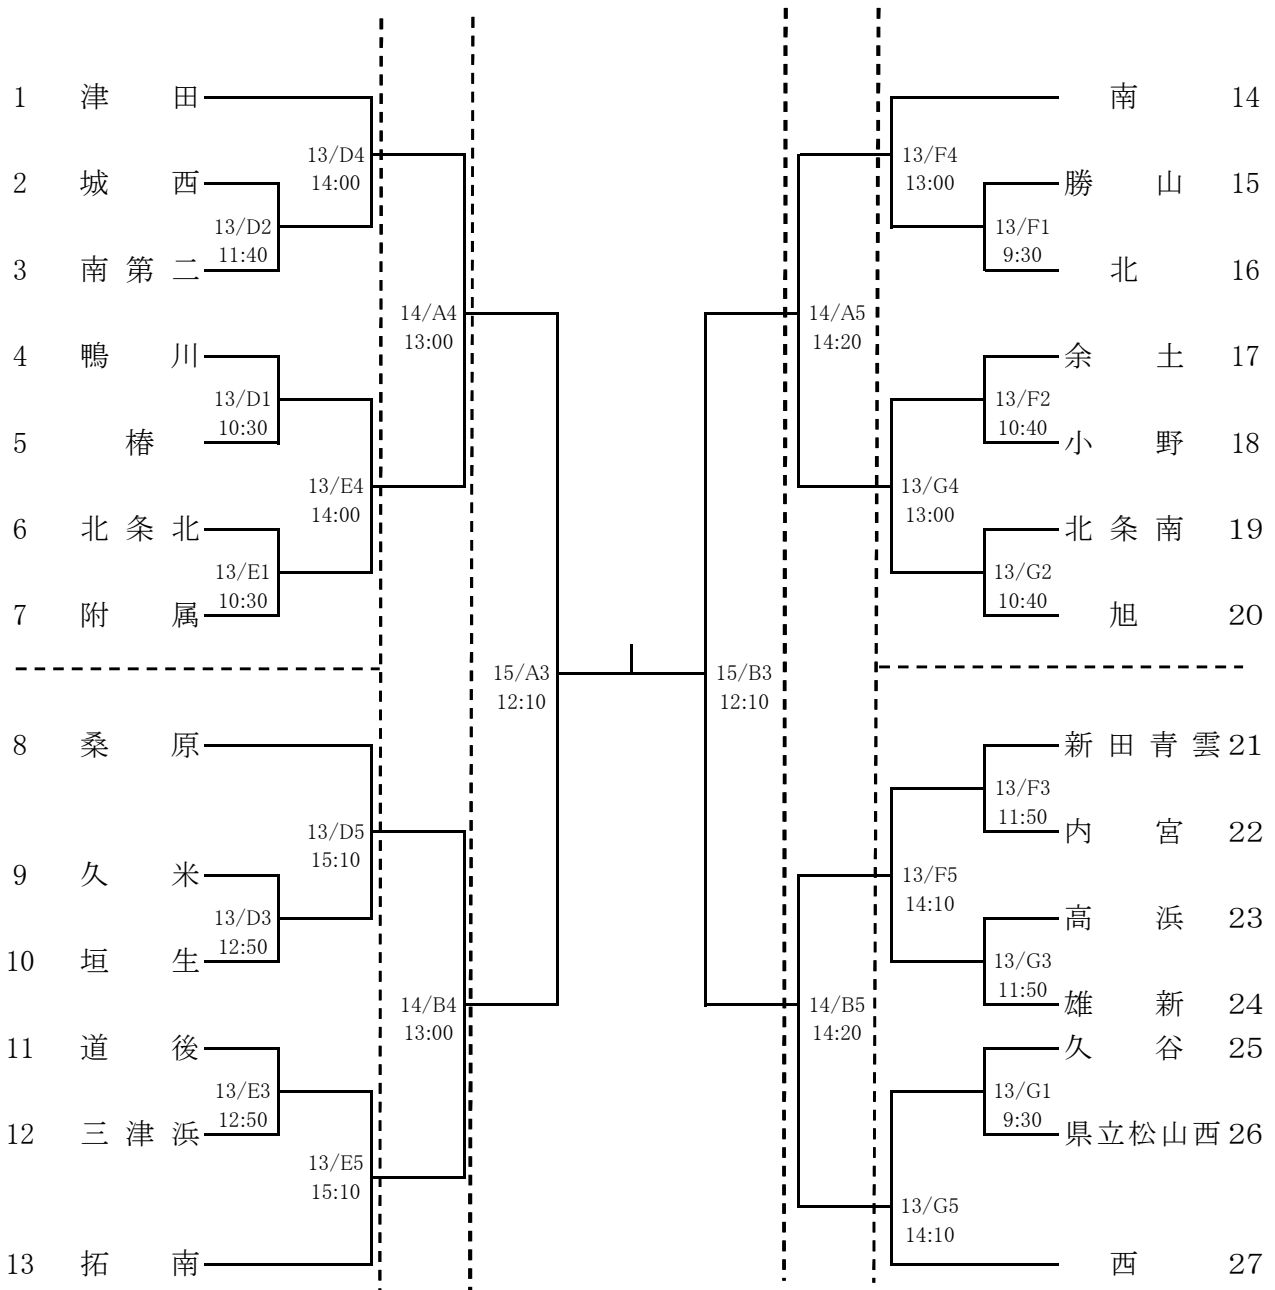 1 津田
13/D4
14:00
2 城西
13/D2
11:40
3 南第二
14/A4
13:00
4 鴨川
13/D1
10:30
5 椿
13/E4
14:00
6 北条北
13/E1
10:30
7 附属
15/A3
12:10
8 桑原
13/D5
15:10
9 久米
13/D3
12:50
10 垣生
14/B4
13:00
11 道後
13/E3
12:50
12 三津浜
13/E5
15:10
13 拓南
南 14
13/F4
13:00
勝山 15
13/F1
9:30
北 16
14/A5
14:20
余土 17
13/F2
10:40
小野 18
13/G4
13:00
北条南 19
13/G2
10:40
旭 20
15/B3
12:10
新田青雲 21
13/F3
11:50
内宮 22
13/F5
14:10
高浜 23
13/G3
11:50
雄新 24
14/B5
14:20
久谷 25
13/G1
9:30
県立松山西 26
13/G5
14:10
西 27